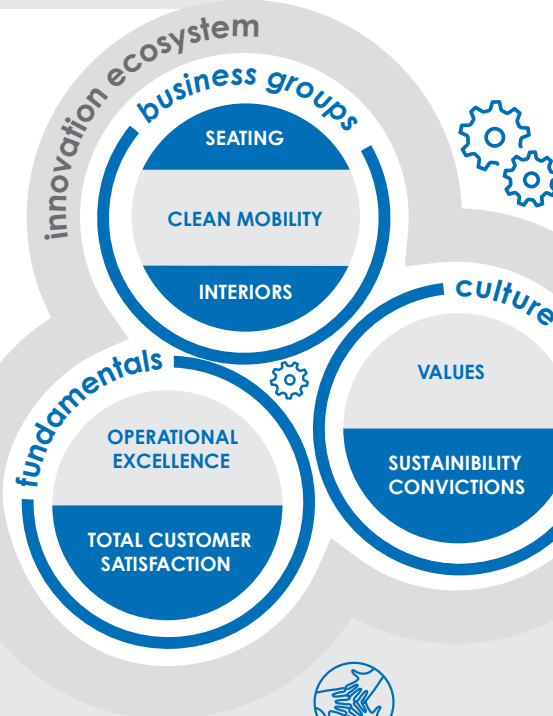 innovation ecosystem
business groups
SEATING
CLEAN MOBILITY
INTERIORS
culture
VALUES
SUSTAINIBILITY
CONVICTIONS
fundamentals
OPERATIONAL
EXCELLENCE
TOTAL CUSTOMER
SATISFACTION